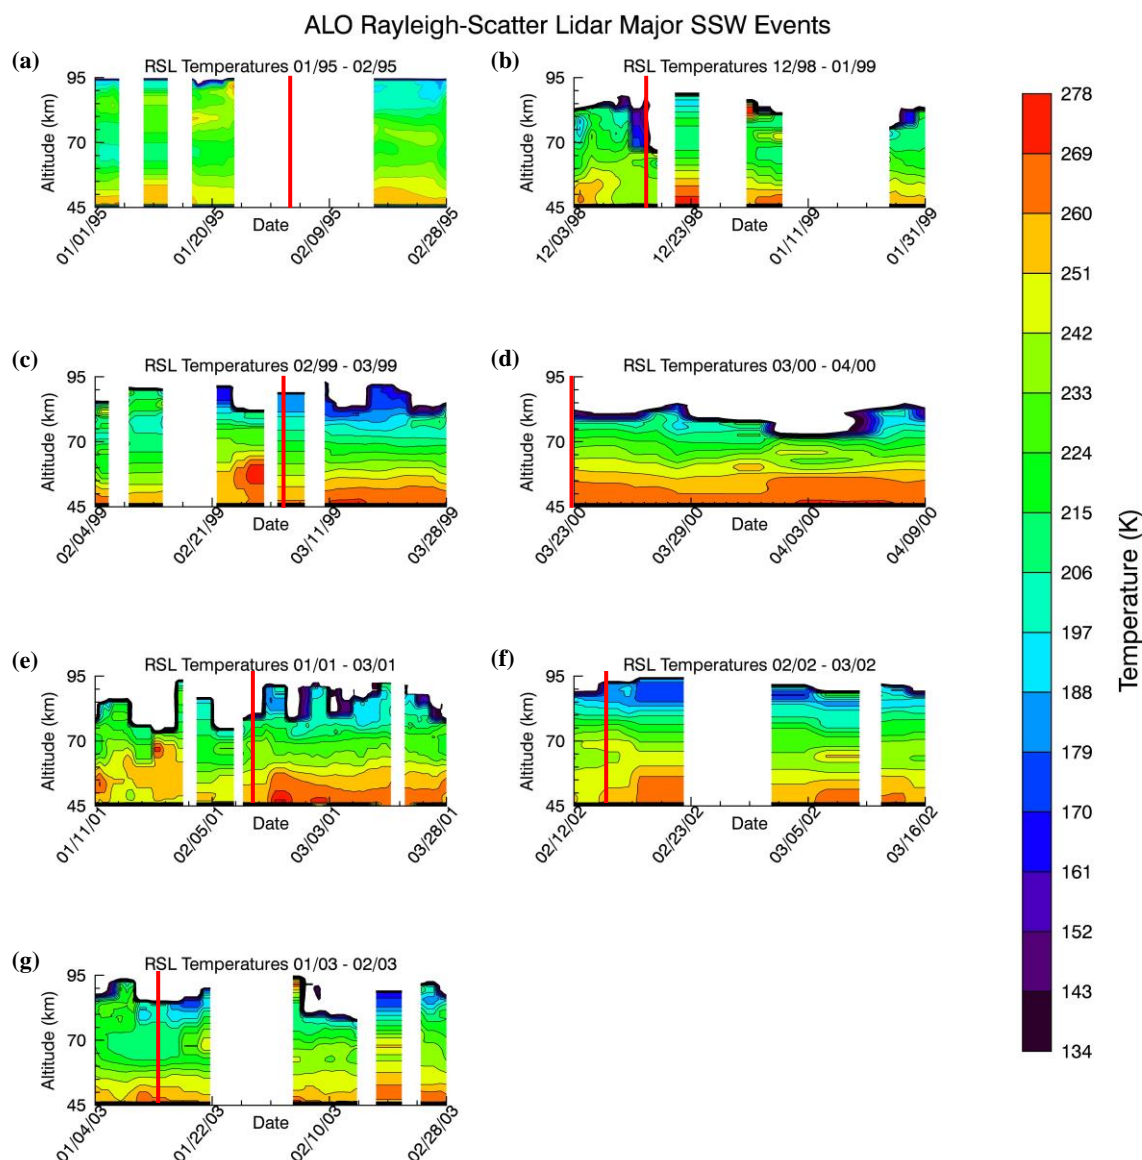 ALO Rayleigh-Scatter Lidar Major SSW Events
(a)
RSL Temperatures 01/95 - 02/95
95
70
45
Altitude (km)
01/01/95
01/20/95
02/09/95
02/28/95
Date
(b)
RSL Temperatures 12/98 - 01/99
95
70
45
Altitude (km)
12/03/98
12/23/98
01/11/99
01/31/99
Date
(c)
RSL Temperatures 02/99 - 03/99
95
70
45
Altitude (km)
02/04/99
02/21/99
03/11/99
03/28/99
Date
(d)
RSL Temperatures 03/00 - 04/00
95
70
45
Altitude (km)
03/23/00
03/29/00
04/03/00
04/09/00
Date
(e)
RSL Temperatures 01/01 - 03/01
95
70
45
Altitude (km)
01/11/01
02/05/01
03/03/01
03/28/01
Date
(f)
RSL Temperatures 02/02 - 03/02
95
70
45
Altitude (km)
02/12/02
02/23/02
03/05/02
03/16/02
Date
(g)
RSL Temperatures 01/03 - 02/03
95
70
45
Altitude (km)
01/04/03
01/22/03
02/10/03
02/28/03
Date
278
269
260
251
242
233
224
215
206
197
188
179
170
161
152
143
134
Temperature (K)